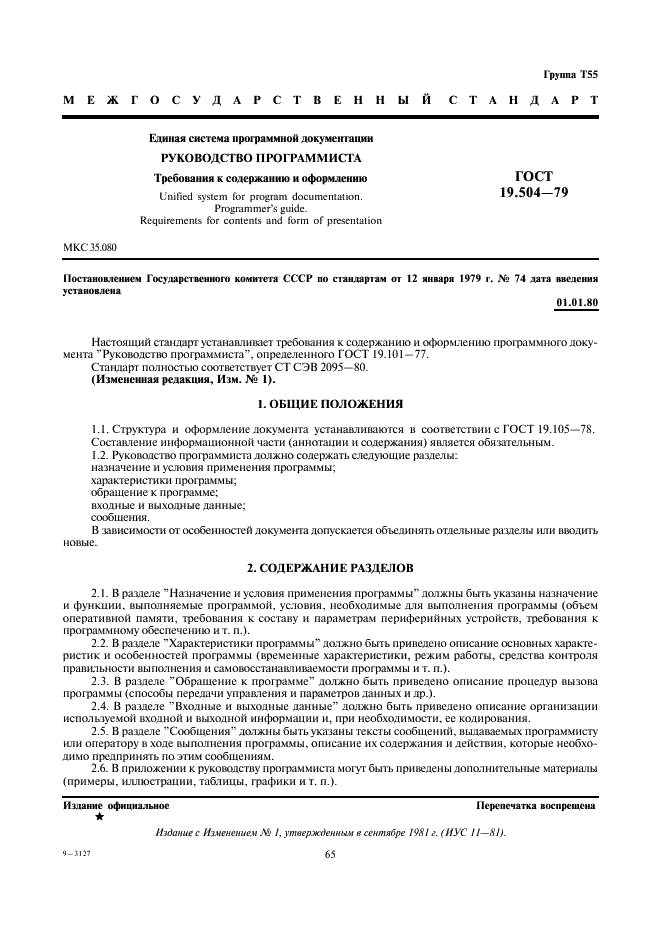 Группа Т55
МЕЖГОСУДАРСТВЕННЫЙ СТАНДАРТ
Единая система программной документации
РУКОВОДСТВО ПРОГРАММИСТА
Требования к содержанию и оформлению
Unified system for program documentation.
Programmer's guide.
Requirements for contents and form of presentation
ГОСТ
19.504—79
МКС 35.080
Постановлением Государственного комитета СССР по стандартам от 12 января 1979 г. № 74 дата введения
установлена
01.01.80
Настоящий стандарт устанавливает требования к содержанию и оформлению программного доку-
мента ”Руководство программиста”, определенного ГОСТ 19.101—77.
Стандарт полностью соответствует СТ СЭВ 2095—80.
(Измененная редакция, Изм. № 1).
1. ОБЩИЕ ПОЛОЖЕНИЯ
1.1. Структура и оформление документа устанавливаются в соответствии с ГОСТ 19.105—78.
Составление информационной части (аннотации и содержания) является обязательным.
1.2. Руководство программиста должно содержать следующие разделы:
назначение и условия применения программы;
характеристики программы;
обращение к программе;
входные и выходные данные;
сообщения.
В зависимости от особенностей документа допускается объединять отдельные разделы или вводить
новые.
2. СОДЕРЖАНИЕ РАЗДЕЛОВ
2.1. В разделе ”Назначение и условия применения программы” должны быть указаны назначение
и функции, выполняемые программой, условия, необходимые для выполнения программы (объем
оперативной памяти, требования к составу и параметрам периферийных устройств, требования к
программному обеспечению и т. п.).
2.2. В разделе ”Характеристики программы” должно быть приведено описание основных характе-
ристик и особенностей программы (временные характеристики, режим работы, средства контроля
правильности выполнения и самовосстанавливаемости программы и т. п.).
2.3. В разделе ”Обращение к программе” должно быть приведено описание процедур вызова
программы (способы передачи управления и параметров данных и др.).
2.4. В разделе ”Входные и выходные данные” должно быть приведено описание организации
используемой входной и выходной информации и, при необходимости, ее кодирования.
2.5. В разделе ”Сообщения” должны быть указаны тексты сообщений, выдаваемых программисту
или оператору в ходе выполнения программы, описание их содержания и действия, которые необхо-
димо предпринять по этим сообщениям.
2.6. В приложении к руководству программиста могут быть приведены дополнительные материалы
(примеры, иллюстрации, таблицы, графики и т. п.).
Издание официальное
Перепечатка воспрещена
★
Издание с Изменением № 1, утвержденным в сентябре 1981 г. (ИУС 11—81).
9—3127
65